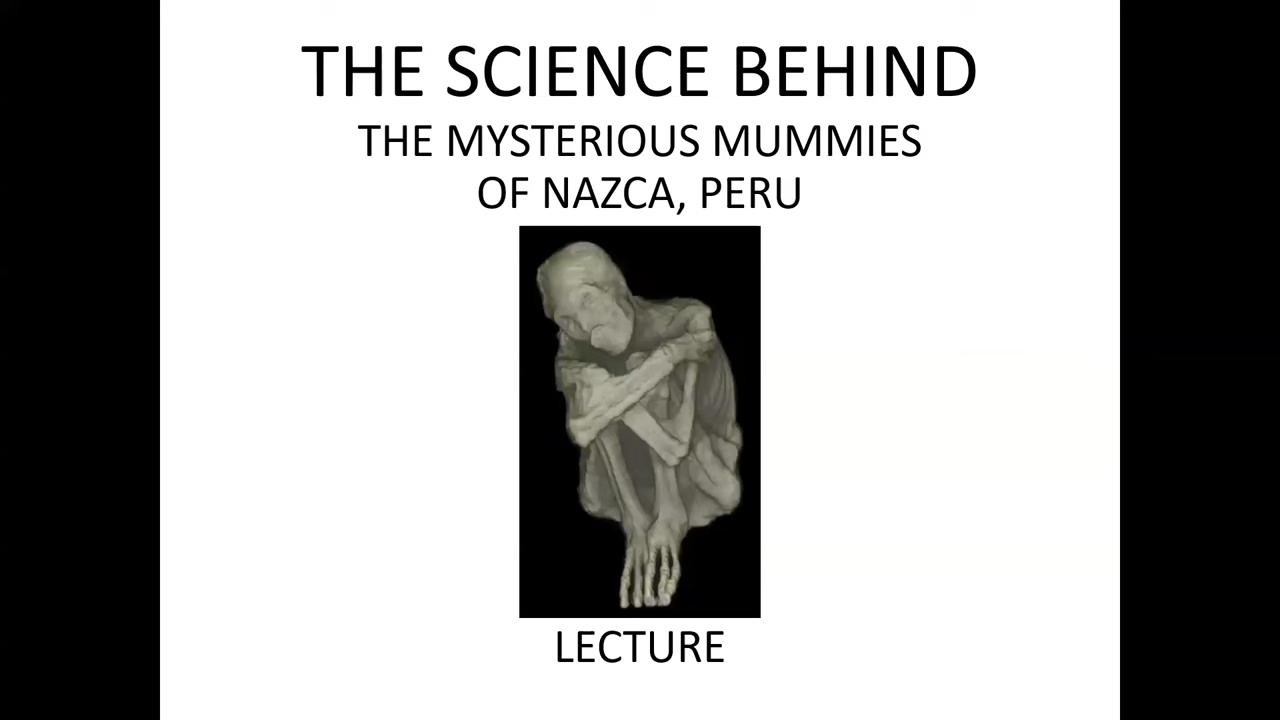 THE SCIENCE BEHIND
THE MYSTERIOUS MUMMIES
OF NAZCA, PERU
LECTURE